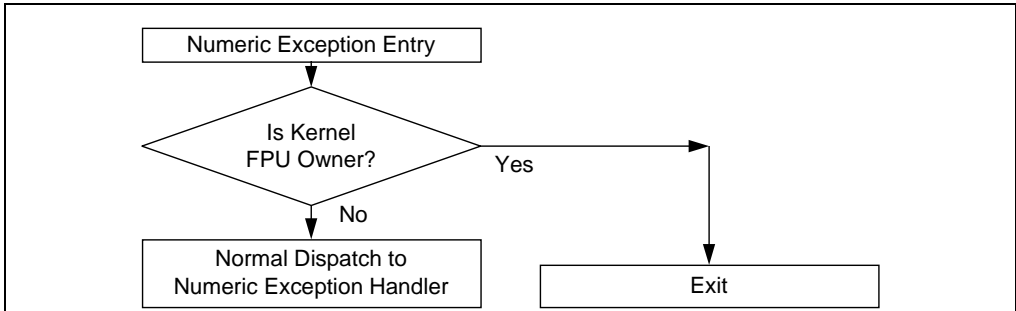 Numeric Exception Entry
Is Kernel
FPU Owner?
Yes
No
Normal Dispatch to
Numeric Exception Handler
Exit